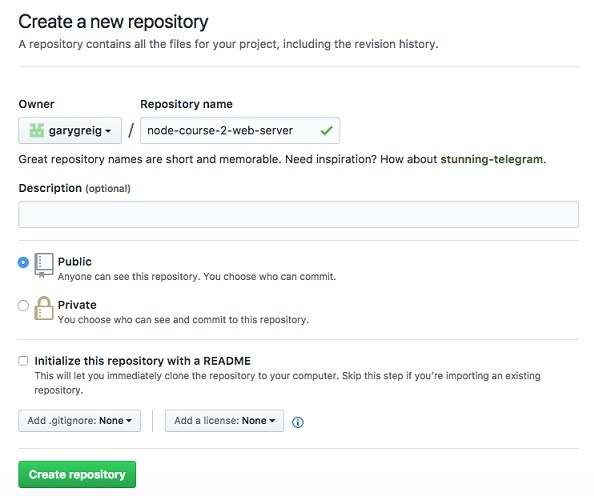 Create a new repository
A repository contains all the files for your project, including the revision history.
Owner
Repository name
garygreig
/
node-course-2-web-server
Great repository names are short and memorable. Need inspiration? How about stunning-telegram.
Description (optional)
Public
Anyone can see this repository. You choose who can commit.
Private
You choose who can see and commit to this repository.
Initialize this repository with a README
This will let you immediately clone the repository to your computer. Skip this step if you're importing an existing
repository.
Add .gitignore: None
Add a license: None
Create repository